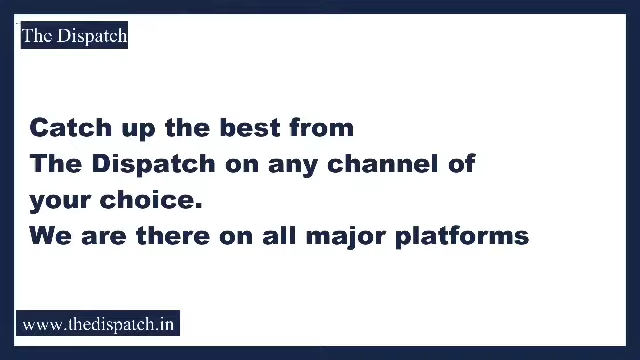 The Dispatch
Catch up the best from
The Dispatch on any channel of
your choice.
We are there on all major platforms
www.thedispatch.in